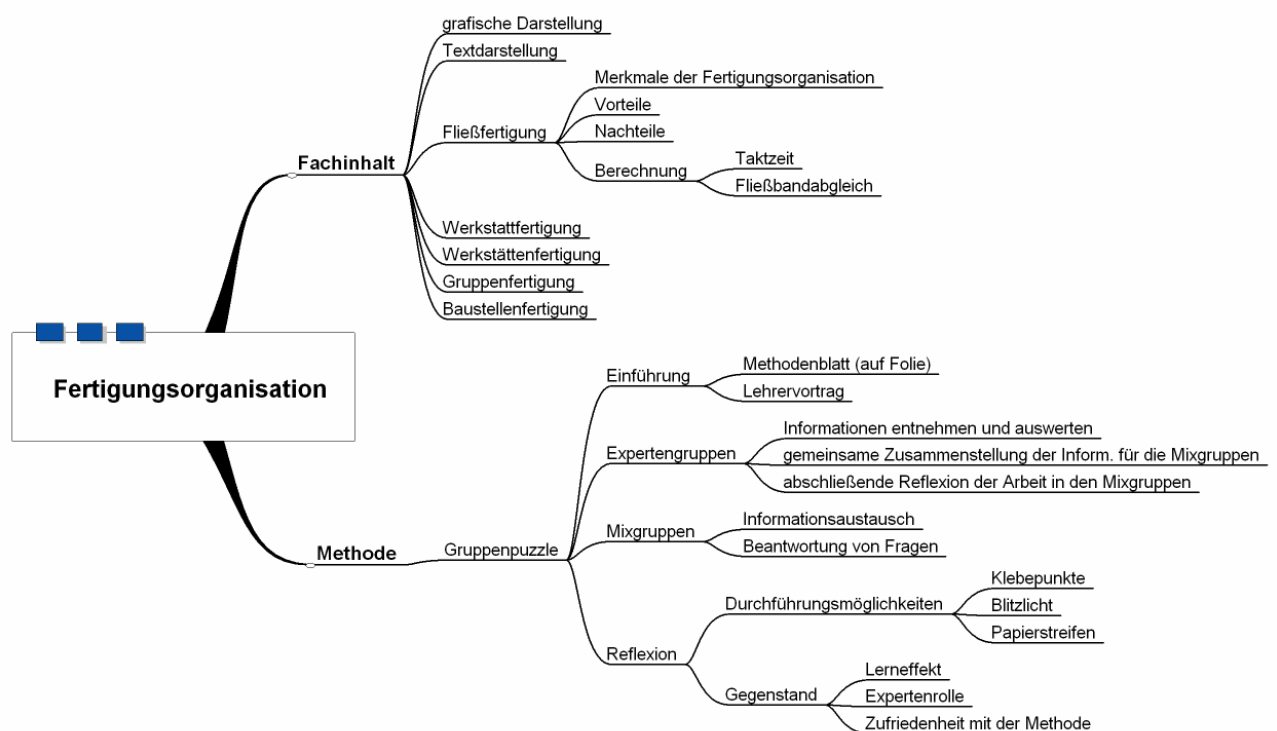 Fertigungsorganisation
Fachinhalt
grafische Darstellung
Textdarstellung
Fließfertigung
Merkmale der Fertigungsorganisation
Vorteile
Nachteile
Berechnung
Taktzeit
Fließbandabgleich
Werkstattfertigung
Werkstättenfertigung
Gruppenfertigung
Baustellenfertigung
Methode
Gruppenpuzzle
Einführung
Methodenblatt (auf Folie)
Lehrervortrag
Expertengruppen
Informationen entnehmen und auswerten
gemeinsame Zusammenstellung der Inform. für die Mixgruppen
abschließende Reflexion der Arbeit in den Mixgruppen
Mixgruppen
Informationsaustausch
Beantwortung von Fragen
Reflexion
Durchführungsmöglichkeiten
Klebepunkte
Blitzlicht
Papierstreifen
Gegenstand
Lerneffekt
Expertenrolle
Zufriedenheit mit der Methode